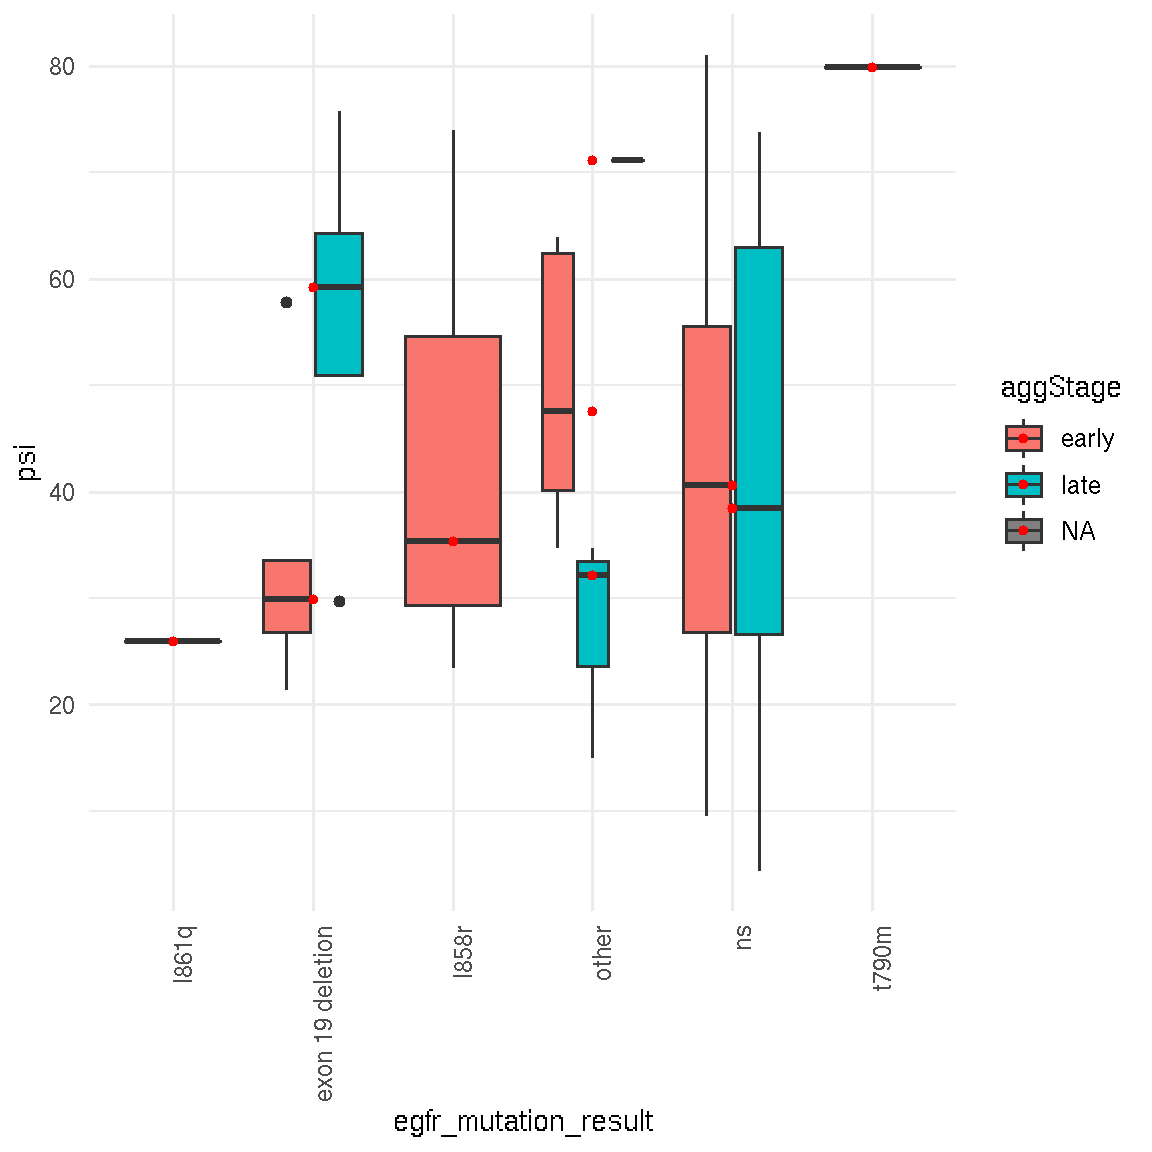 psi
80
60
40
20
l861q
exon 19 deletion
l858r
other
ns
t790m
egfr_mutation_result
aggStage
early
late
NA